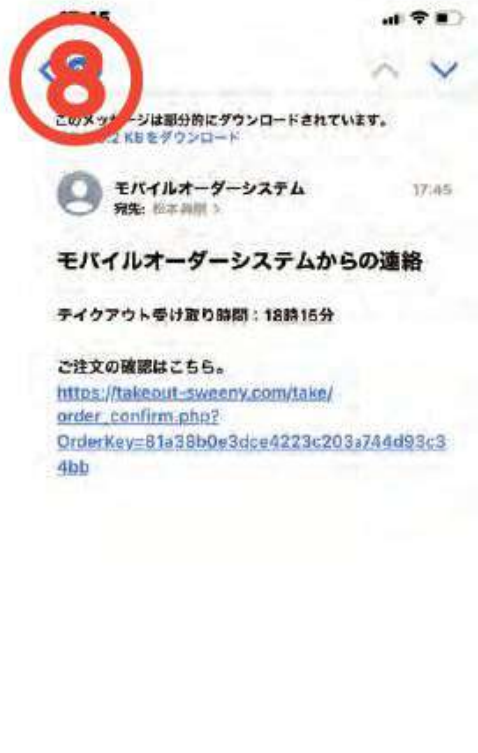 ⑧
このメッセージは部分的にダウンロードされています。
2 KBをダウンロード
モバイルオーダーシステム
17:45
宛先:
モバイルオーダーシステムからの連絡
テイクアウト受け取り時間：18時15分
ご注文の確認はこちら。
https://takeout-sweeny.com/take/
order_confirm.php?
OrderKey=81a38b0e3dce4223c203a744d93c3
4bb